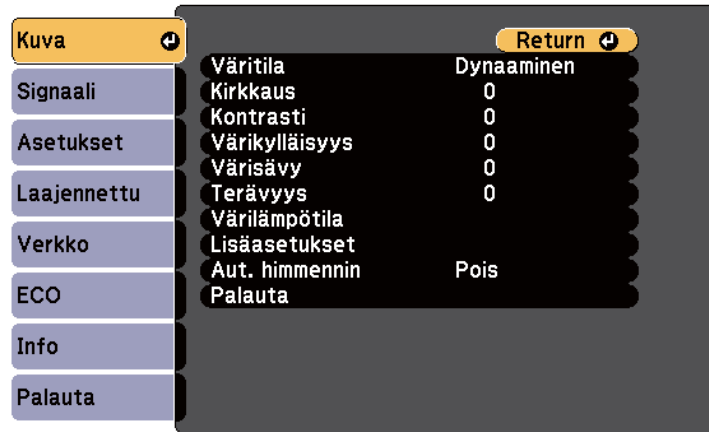 Kuva
Signaali
Asetukset
Laajennettu
Verkko
ECO
Info
Palauta
Return
Väritila Dynaaminen
Kirkkaus 0
Kontrasti 0
Värikylläisyys 0
Värisävy 0
Terävyys 0
Värilämpötila
Lisäasetukset
Aut. himmennin Pois
Palauta